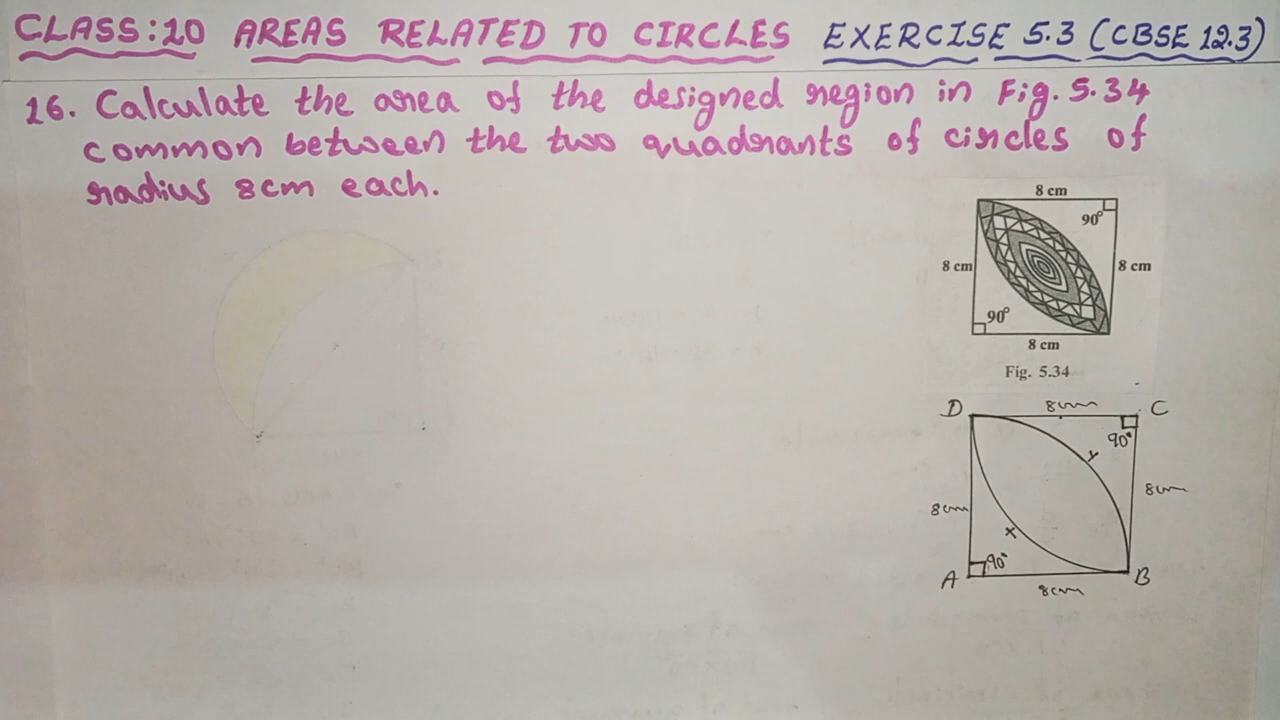 CLASS:10 AREAS RELATED TO CIRCLES EXERCISE 5.3 (CBSE 12.3)
16. Calculate the area of the designed region in Fig. 5.34
common between the two quadrants of circles of
radius 8cm each.
8 cm
90°
8 cm
8 cm
90°
8 cm
Fig. 5.34
D
8cm
C
90°
Y
8cm
8cm
X
90°
A
B
8cm